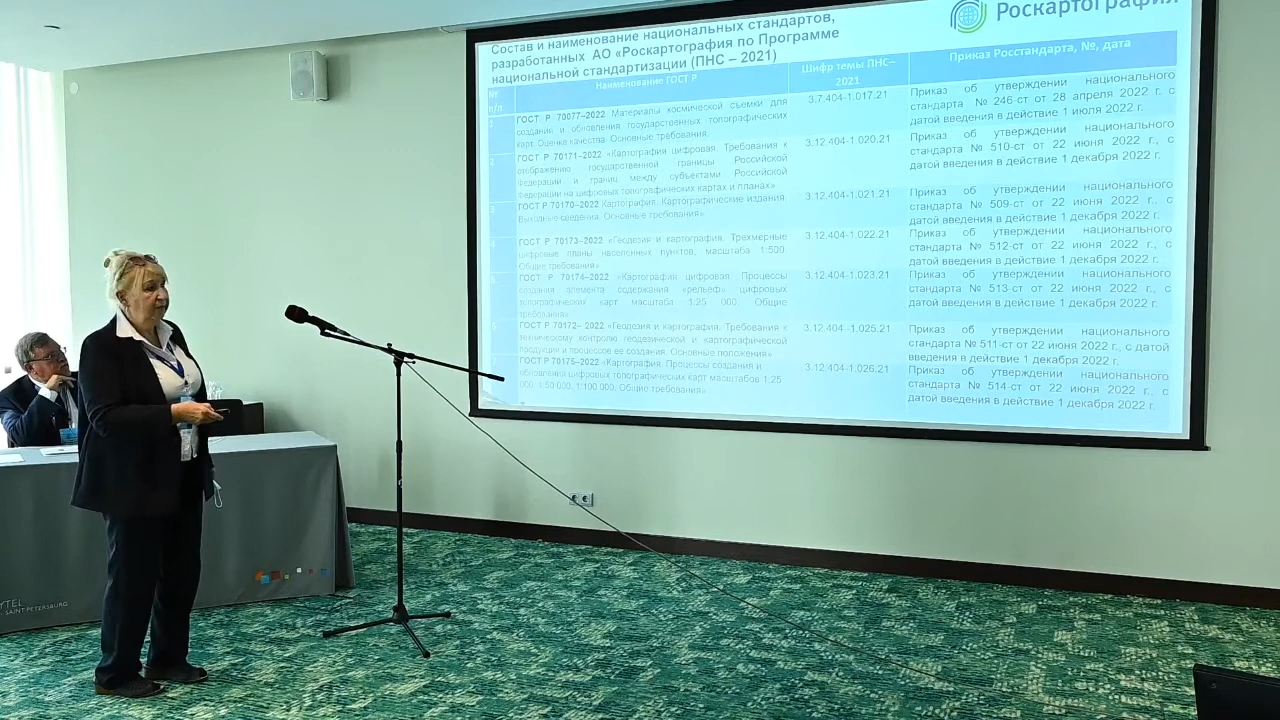 Роскартография
Состав и наименование национальных стандартов,
разработанных АО «Роскартография по Программе
национальной стандартизации (ПНС – 2021)
№
п/п
Наименование ГОСТ Р
Шифр темы ПНС–
2021
Приказ Росстандарта, №, дата
1
ГОСТ Р 70077–2022 Материалы космической съемки для
создания и обновления государственных топографических
карт. Оценка качества. Основные требования.
3.7.404-1.017.21
Приказ об утверждении национального
стандарта № 246-ст от 28 апреля 2022 г. с
датой введения в действие 1 июля 2022 г.
2
ГОСТ Р 70171–2022 «Картография цифровая. Требования к
отображению государственной границы Российской
Федерации и границ между субъектами Российской
Федерации на цифровых топографических картах и планах»
3.12.404-1.020.21
Приказ об утверждении национального
стандарта № 510-ст от 22 июня 2022 г., с
датой введения в действие 1 декабря 2022 г.
3
ГОСТ Р 70170–2022 Картография. Картографические издания.
Выходные сведения. Основные требования»
3.12.404-1.021.21
Приказ об утверждении национального
стандарта № 509-ст от 22 июня 2022 г., с
датой введения в действие 1 декабря 2022 г.
4
ГОСТ Р 70173–2022 «Геодезия и картография. Трехмерные
цифровые планы населенных пунктов, масштаба 1:500.
Общие требования»
3.12.404-1.022.21
Приказ об утверждении национального
стандарта № 512-ст от 22 июня 2022 г., с
датой введения в действие 1 декабря 2022 г.
5
ГОСТ Р 70174–2022 «Картография цифровая. Процессы
создания элемента содержания «рельеф» цифровых
топографических карт масштаба 1:25 000. Общие
требования»
3.12.404-1.023.21
Приказ об утверждении национального
стандарта № 513-ст от 22 июня 2022 г., с
датой введения в действие 1 декабря 2022 г.
6
ГОСТ Р 70172– 2022 «Геодезия и картография. Требования к
техническому контролю геодезической и картографической
продукции и процессов ее создания. Основные положения»
3.12.404 -1.025.21
Приказ об утверждении национального
стандарта № 511-ст от 22 июня 2022 г., с датой
введения в действие 1 декабря 2022 г.
7
ГОСТ Р 70175–2022 «Картография. Процессы создания и
обновления цифровых топографических карт масштабов 1:25
000, 1:50 000, 1:100 000. Общие требования»
3.12.404-1.026.21
Приказ об утверждении национального
стандарта № 514-ст от 22 июня 2022 г., с
датой введения в действие 1 декабря 2022 г.
SAINT-PETERSBURG